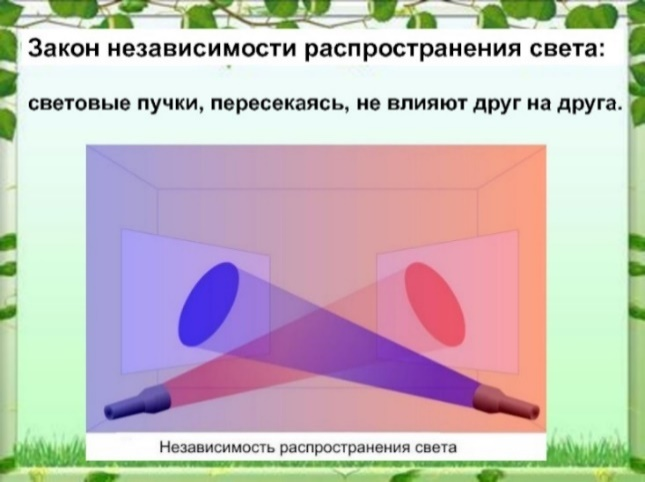 Закон независимости распространения света:
световые пучки, пересекаясь, не влияют друг на друга.
Независимость распространения света